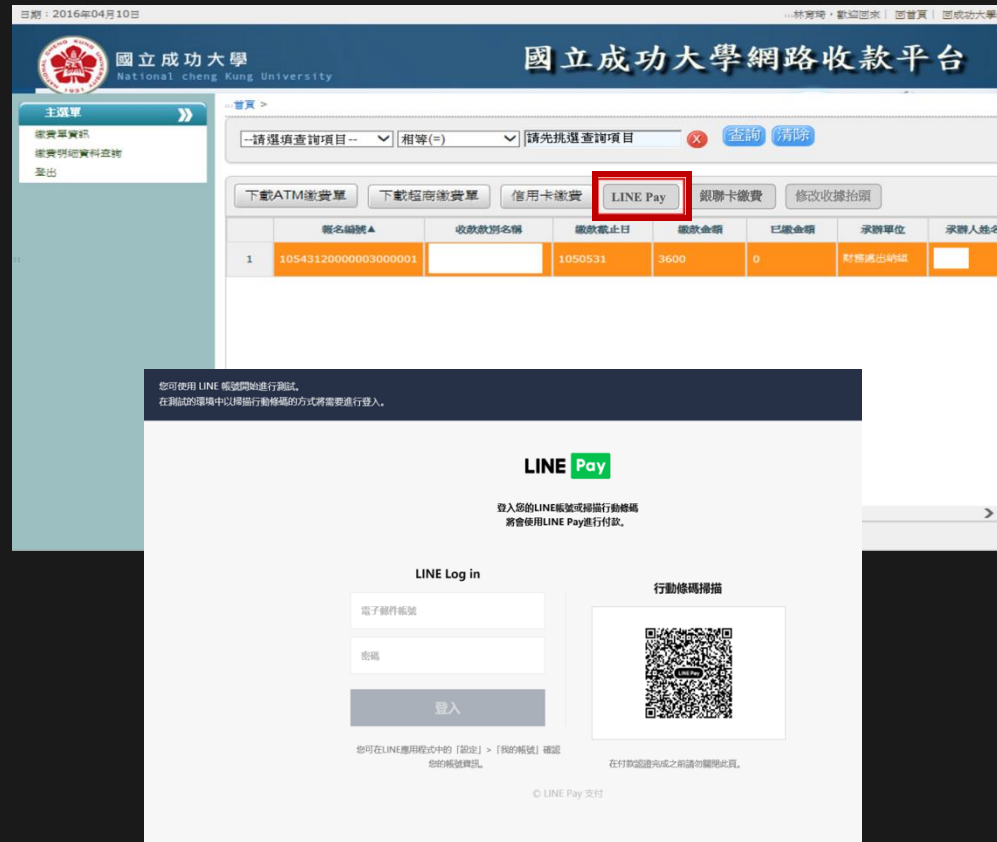 日期：2016年04月10日
...林育琦，歡迎回來｜ 回首頁｜ 回成功大學
國立成功大學
National cheng Kung University
國立成功大學網路收款平台
主選單
繳費單資訊
繳費明細資料查詢
登出
...首頁 >
--請選填查詢項目--
相等(=)
請先挑選查詢項目
查詢
清除
下載ATM繳費單
下載超商繳費單
信用卡繳費
LINE Pay
銀聯卡繳費
修改收據抬頭
報名編號▲ 收款款別名稱 繳款截止日 繳款金額 已繳金額 承辦單位 承辦人姓名
1 10543120000003000001 1050531 3600 0 財務處出納組
您可使用 LINE 帳號開始進行測試。
在測試的環境中以掃描行動條碼的方式將需要進行登入。
LINE Pay
登入您的LINE帳號或掃描行動條碼
將會使用LINE Pay進行付款。
LINE Log in
電子郵件帳號
密碼
登入
您可在LINE應用程式中的「設定」>「我的帳號」確認
您的帳號資訊。
行動條碼掃描
LINE Pay
在付款認證完成之前請勿關閉此頁。
© LINE Pay 支付